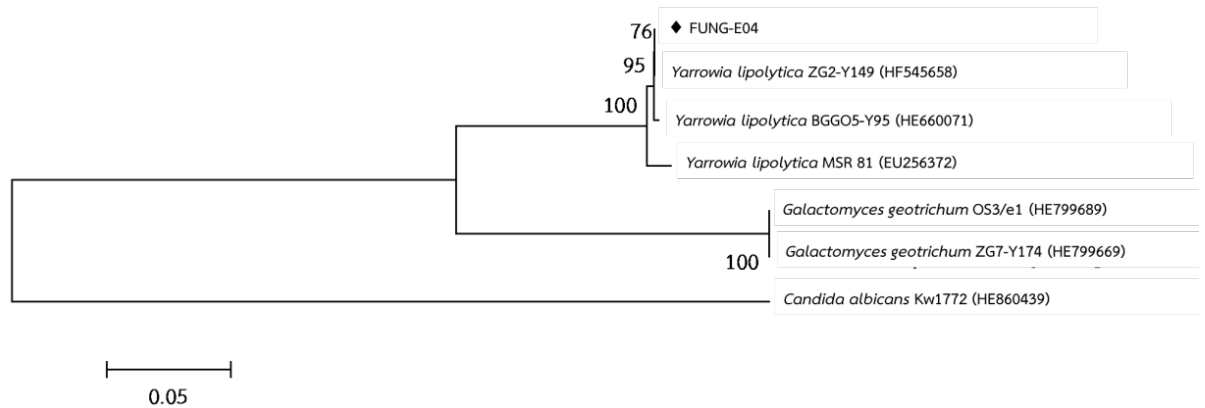 76
♦ FUNG-E04
95
Yarrowia lipolytica ZG2-Y149 (HF545658)
100
Yarrowia lipolytica BGGO5-Y95 (HE660071)
Yarrowia lipolytica MSR 81 (EU256372)
Galactomyces geotrichum OS3/e1 (HE799689)
Galactomyces geotrichum ZG7-Y174 (HE799669)
100
Candida albicans Kw1772 (HE860439)
0.05